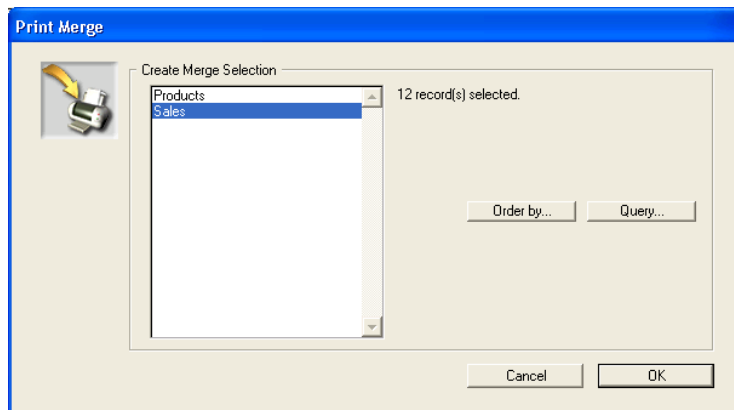 Print Merge
Create Merge Selection
Products
Sales
12 record(s) selected.
Order by...
Query...
Cancel
OK